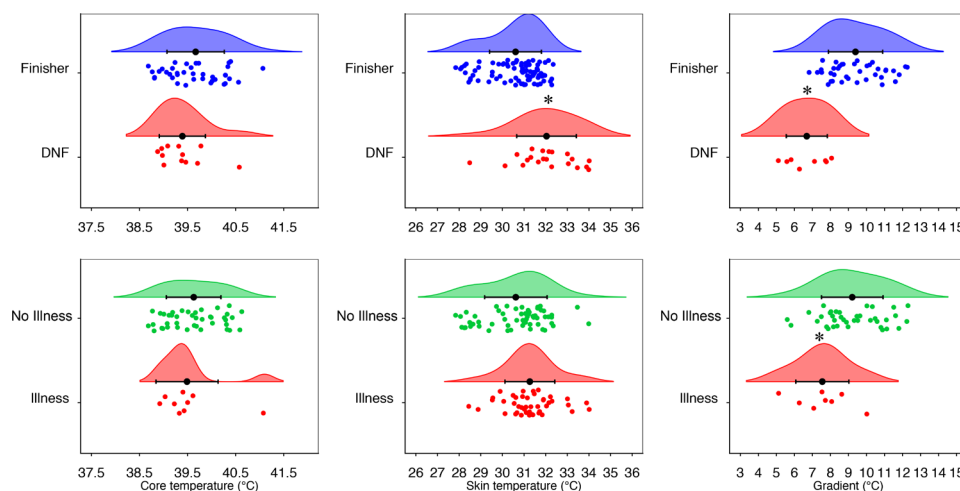 Finisher
DNF
37.5 38.5 39.5 40.5 41.5
Finisher
*
DNF
26 27 28 29 30 31 32 33 34 35 36
Finisher
*
DNF
3 4 5 6 7 8 9 10 11 12 13 14 15
No Illness
Illness
37.5 38.5 39.5 40.5 41.5
Core temperature (°C)
No Illness
Illness
26 27 28 29 30 31 32 33 34 35 36
Skin temperature (°C)
No Illness
*
Illness
3 4 5 6 7 8 9 10 11 12 13 14 15
Gradient (°C)